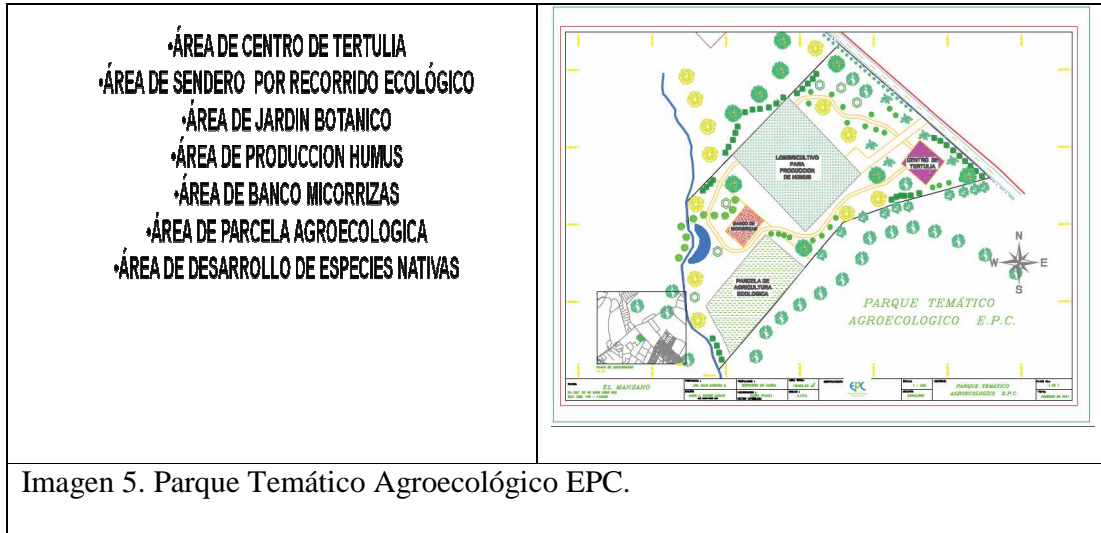 •ÁREA DE CENTRO DE TERTULIA
•ÁREA DE SENDERO POR RECORRIDO ECOLÓGICO
•ÁREA DE JARDIN BOTANICO
•ÁREA DE PRODUCCION HUMUS
•ÁREA DE BANCO MICORRIZAS
•ÁREA DE PARCELA AGROECOLOGICA
•ÁREA DE DESARROLLO DE ESPECIES NATIVAS
LOMBRICULTIVO
PARA
PRODUCCION
DE HUMUS
CENTRO DE
TERTULIA
BANCO DE
MICORRIZAS
PARCELA DE
AGRICULTURA
ECOLOGICA
N
W E
S
PARQUE TEMÁTICO
AGROECOLOGICO E.P.C.
EL MANZANO
epc
PARQUE TEMÁTICO
AGROECOLOGICO E.P.C.
Imagen 5. Parque Temático Agroecológico EPC.